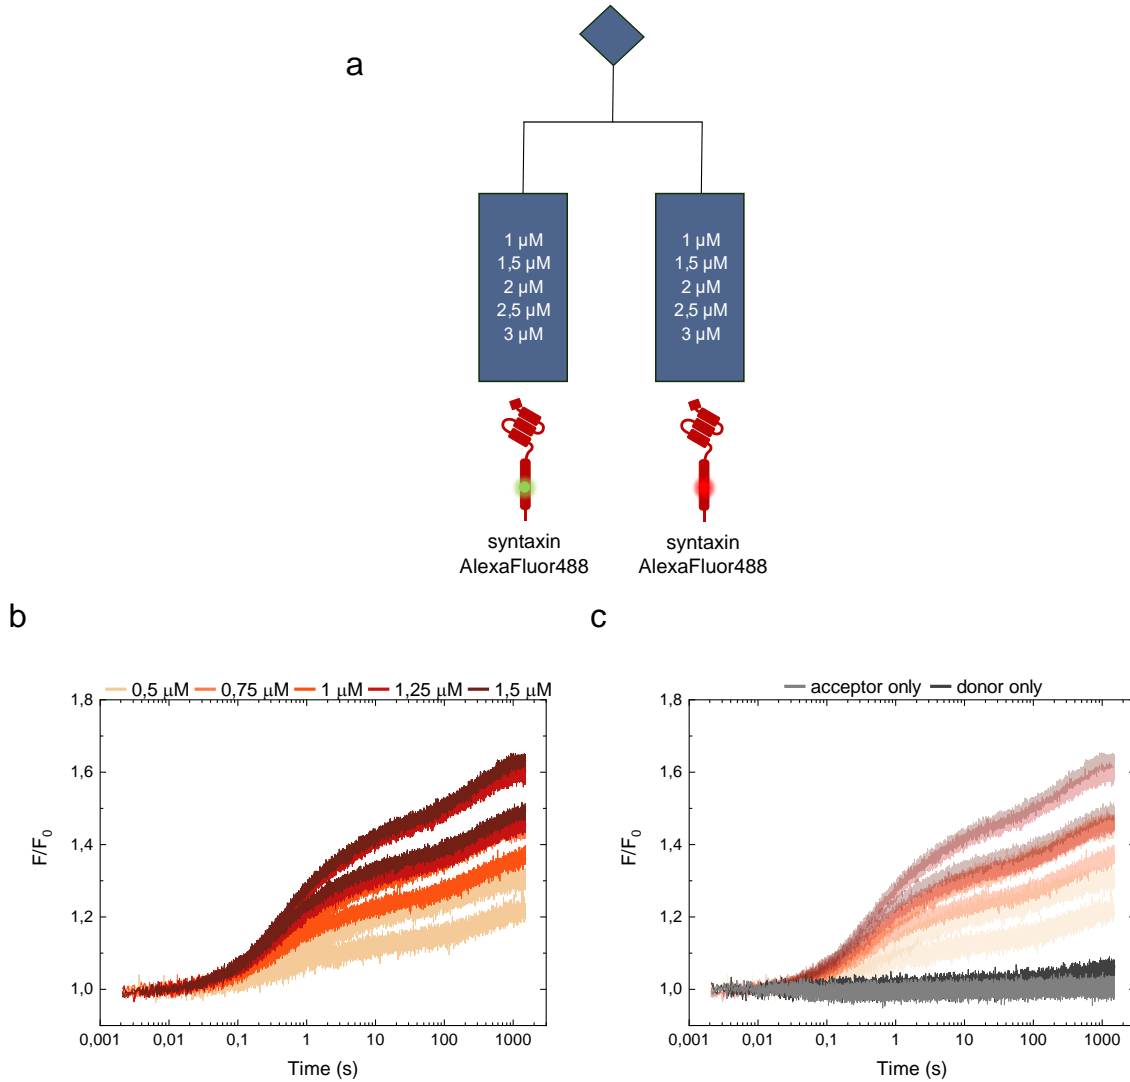 a
1 µM
1,5 µM
2 µM
2,5 µM
3 µM
1 µM
1,5 µM
2 µM
2,5 µM
3 µM
syntaxin
AlexaFluor488
syntaxin
AlexaFluor488
b
0,5 µM 0,75 µM 1 µM 1,25 µM 1,5 µM
1,8
1,6
1,4
1,2
1,0
F/F0
0,001 0,01 0,1 1 10 100 1000
Time (s)
c
acceptor only donor only
1,8
1,6
1,4
1,2
1,0
F/F0
0,001 0,01 0,1 1 10 100 1000
Time (s)